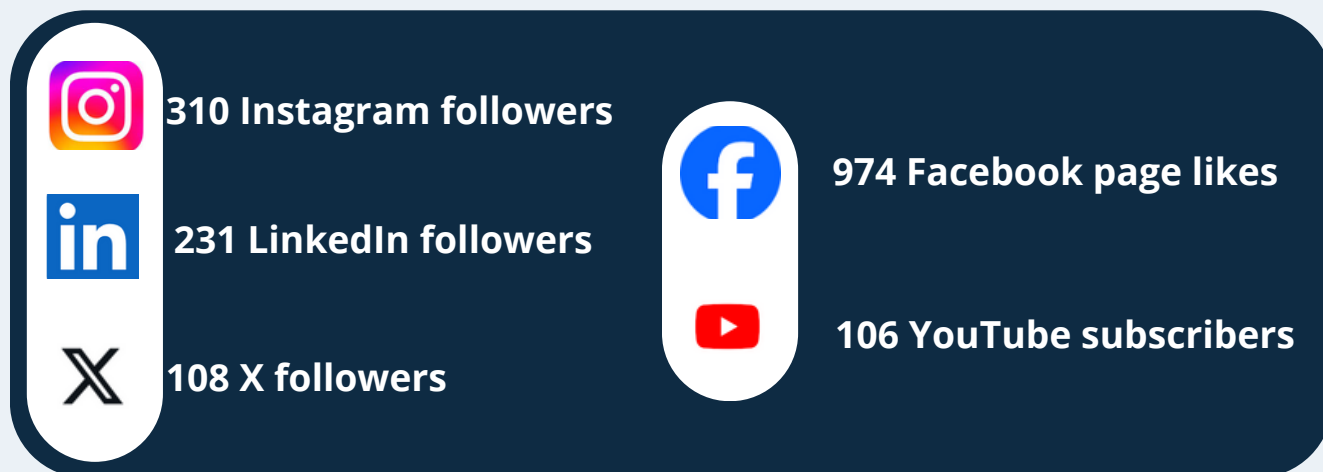 310 Instagram followers
231 LinkedIn followers
108 X followers
974 Facebook page likes
106 YouTube subscribers